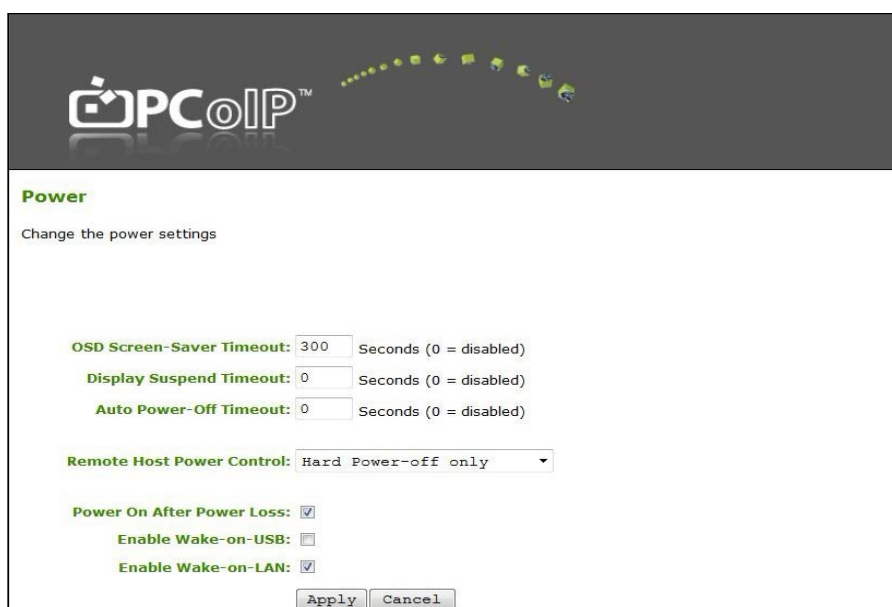 PCoIP™
Power
Change the power settings
OSD Screen-Saver Timeout: 300 Seconds (0 = disabled)
Display Suspend Timeout: 0 Seconds (0 = disabled)
Auto Power-Off Timeout: 0 Seconds (0 = disabled)
Remote Host Power Control: Hard Power-off only
Power On After Power Loss:
Enable Wake-on-USB:
Enable Wake-on-LAN:
Apply Cancel